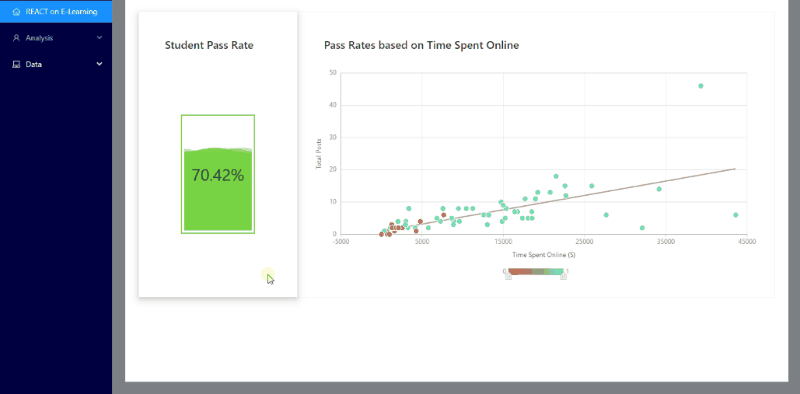 REACT on E-Learning
Analysis
Data
Student Pass Rate
70.42%
Pass Rates based on Time Spent Online
50
40
30
20
10
0
Total Posts
-5000
5000
15000
25000
35000
45000
Time Spent Online (S)
0
1